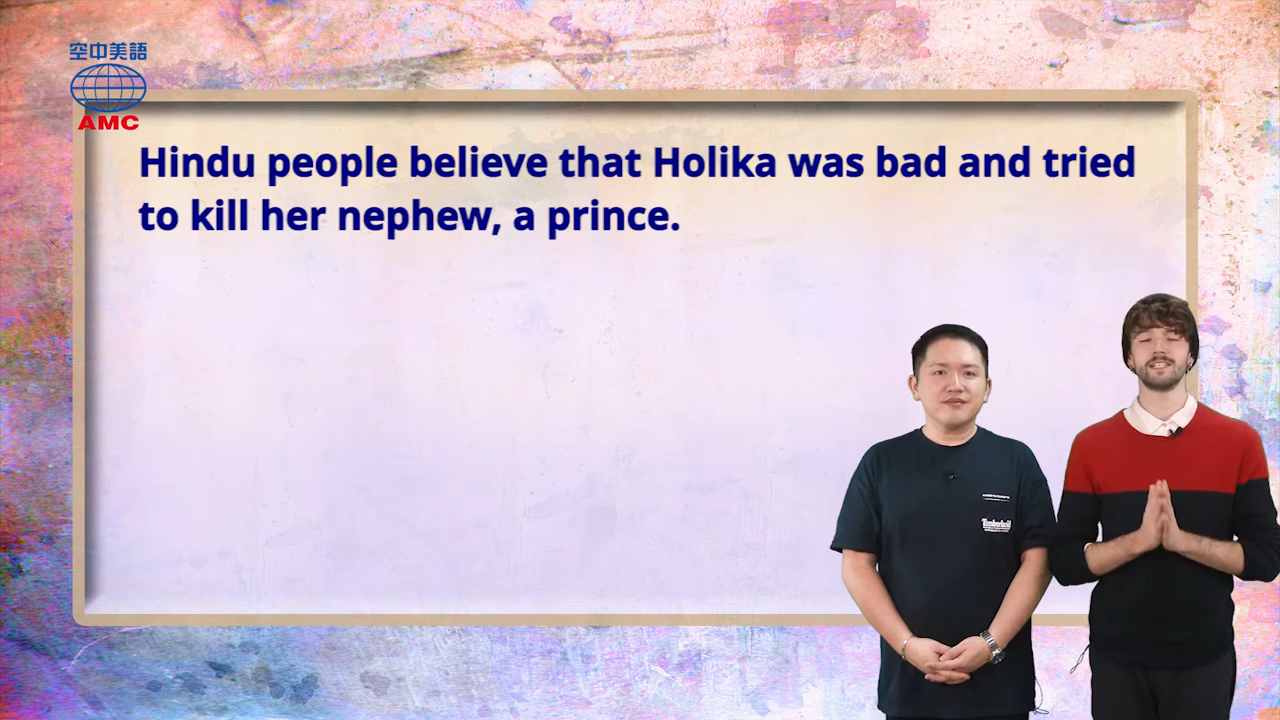 空中美語
AMC
Hindu people believe that Holika was bad and tried
to kill her nephew, a prince.
Timberland